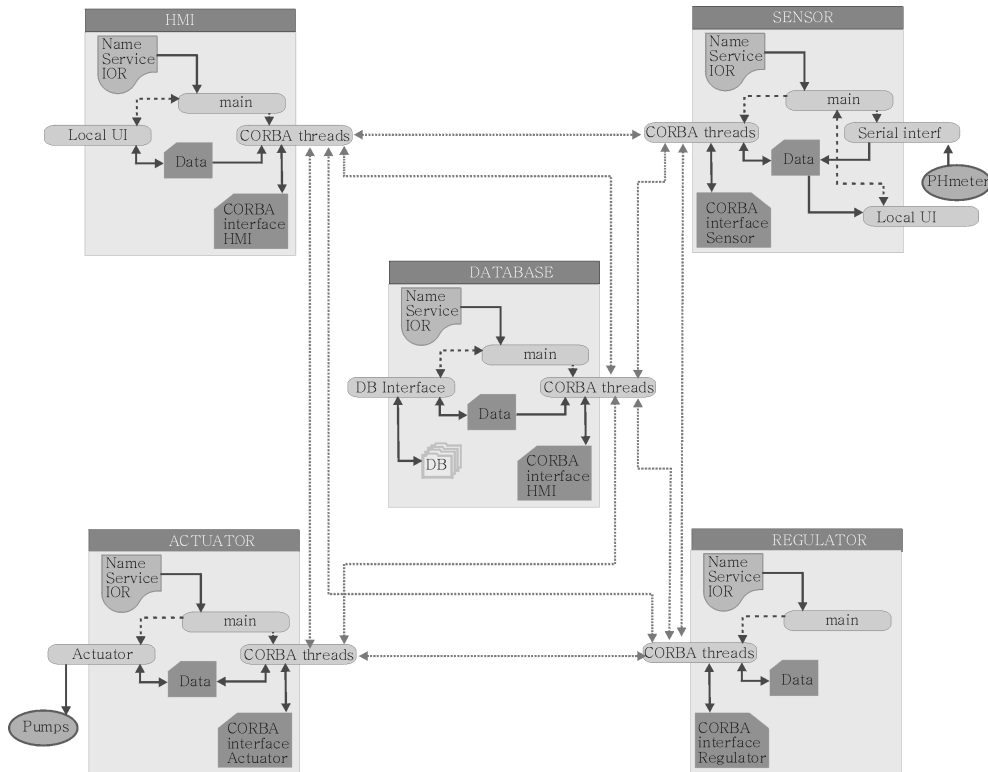 HMI
Name
Service
IOR
main
Local UI
CORBA threads
Data
CORBA
interface
HMI
SENSOR
Name
Service
IOR
main
CORBA threads
Serial interf
Data
PHmeter
CORBA
interface
Sensor
Local UI
DATABASE
Name
Service
IOR
main
DB Interface
CORBA threads
Data
DB
CORBA
interface
HMI
ACTUATOR
Name
Service
IOR
main
Actuator
CORBA threads
Data
Pumps
CORBA
interface
Actuator
REGULATOR
Name
Service
IOR
main
CORBA threads
Data
CORBA
interface
Regulator